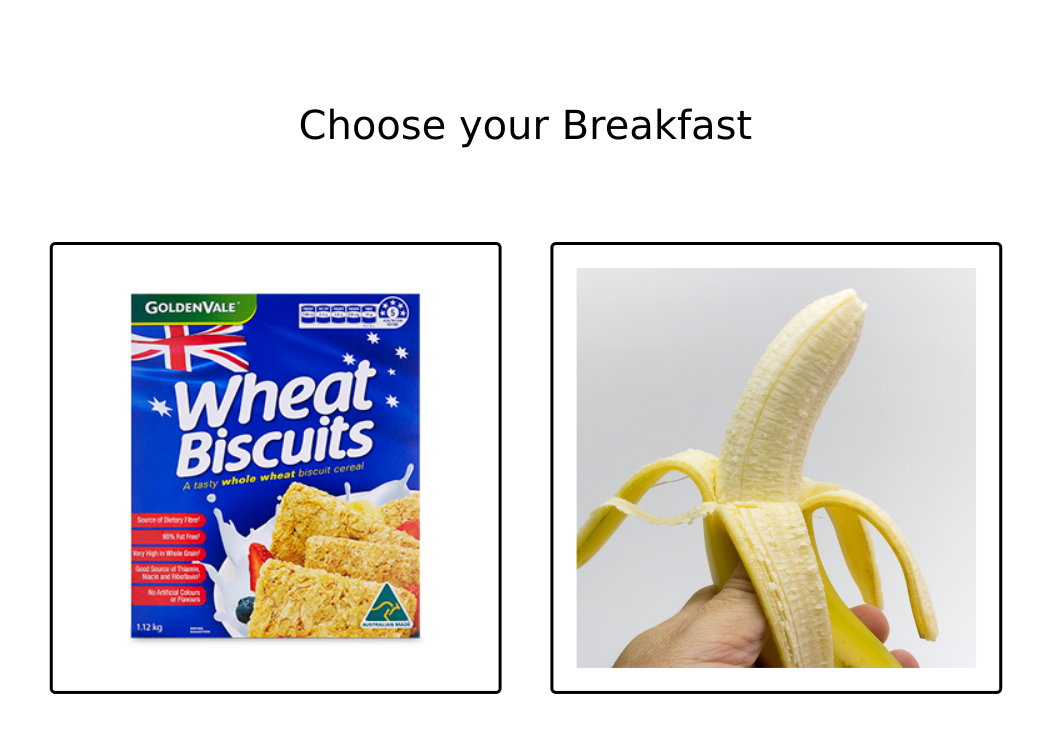 Choose your Breakfast
GOLDENVALE
Wheat
Biscuits
A tasty whole wheat biscuit cereal
Source of Dietary Fibre
98% Fat Free
Very High in Whole Grain
Good Source of Thiamin,
Niacin and Riboflavin
No Artificial Colours
or Flavours
1.12 kg
AUSTRALIAN MADE